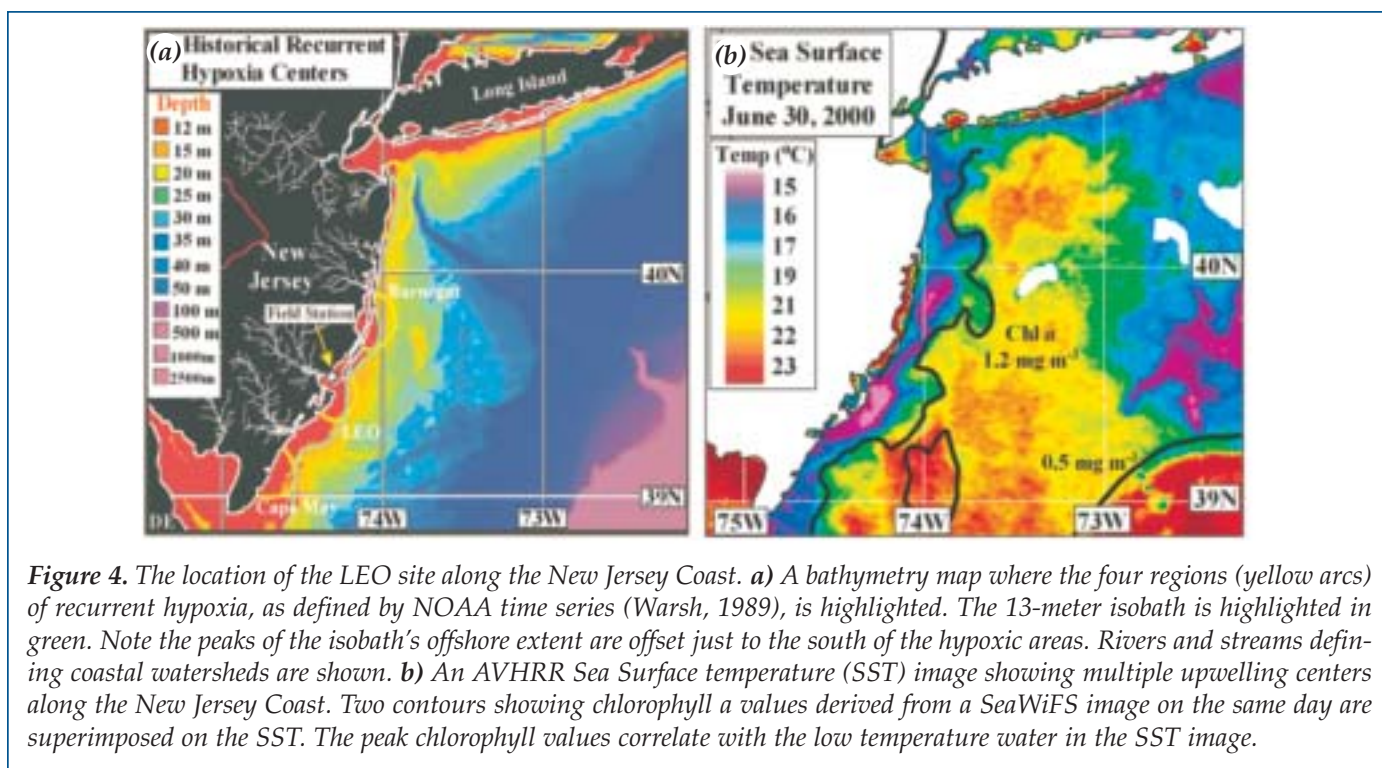 (a) Historical Recurrent
Hypoxia Centers
Depth
12 m
15 m
20 m
25 m
30 m
35 m
40 m
50 m
100 m
500 m
1000m
2500m
Long Island
New
Jersey
Field Station
Barnegat
LEO
Cape May
DE
40N
39N
74W
73W
(b) Sea Surface
Temperature
June 30, 2000
Temp (°C)
15
16
17
19
21
22
23
Chl a
1.2 mg m⁻³
0.5 mg m⁻³
40N
39N
75W
74W
73W
Figure 4. The location of the LEO site along the New Jersey Coast. a) A bathymetry map where the four regions (yellow arcs)
of recurrent hypoxia, as defined by NOAA time series (Warsh, 1989), is highlighted. The 13-meter isobath is highlighted in
green. Note the peaks of the isobath's offshore extent are offset just to the south of the hypoxic areas. Rivers and streams defin-
ing coastal watersheds are shown. b) An AVHRR Sea Surface temperature (SST) image showing multiple upwelling centers
along the New Jersey Coast. Two contours showing chlorophyll a values derived from a SeaWiFS image on the same day are
superimposed on the SST. The peak chlorophyll values correlate with the low temperature water in the SST image.